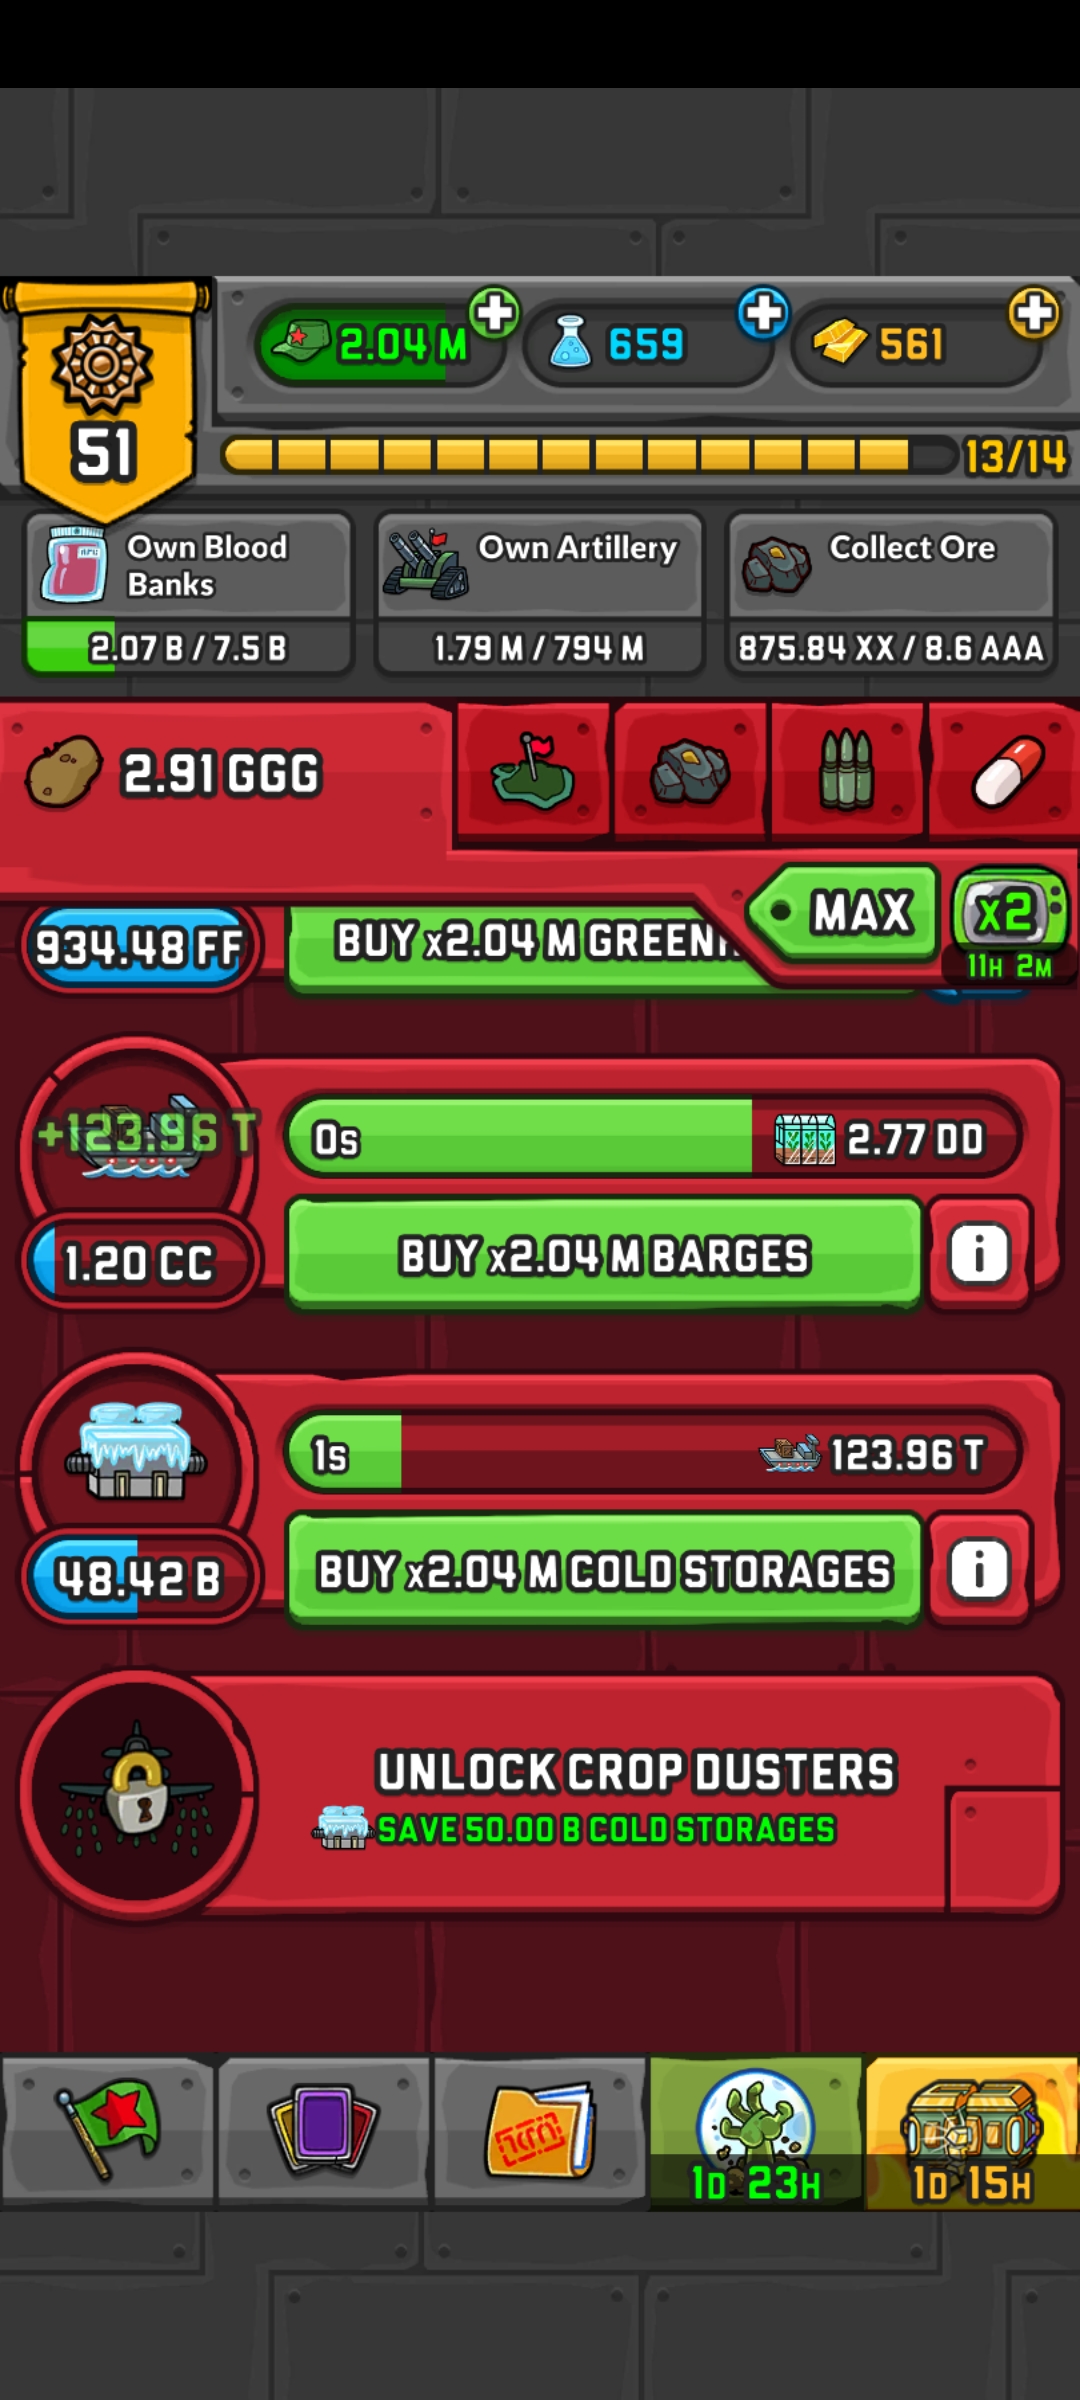 2.04 M
659
561
51
13/14
Own Blood
Banks
2.07 B / 7.5 B
Own Artillery
1.79 M / 794 M
Collect Ore
875.84 XX / 8.6 AAA
2.91 GGG
MAX
x2
11H 2M
934.48 FF
BUY x2.04 M
+123.96 T
0s
2.77 DD
1.20 CC
BUY x2.04 M BARGES
i
1s
123.96 T
48.42 B
BUY x2.04 M COLD STORAGES
i
UNLOCK CROP DUSTERS
SAVE 50.00 B COLD STORAGES
1D 23H
1D 15H